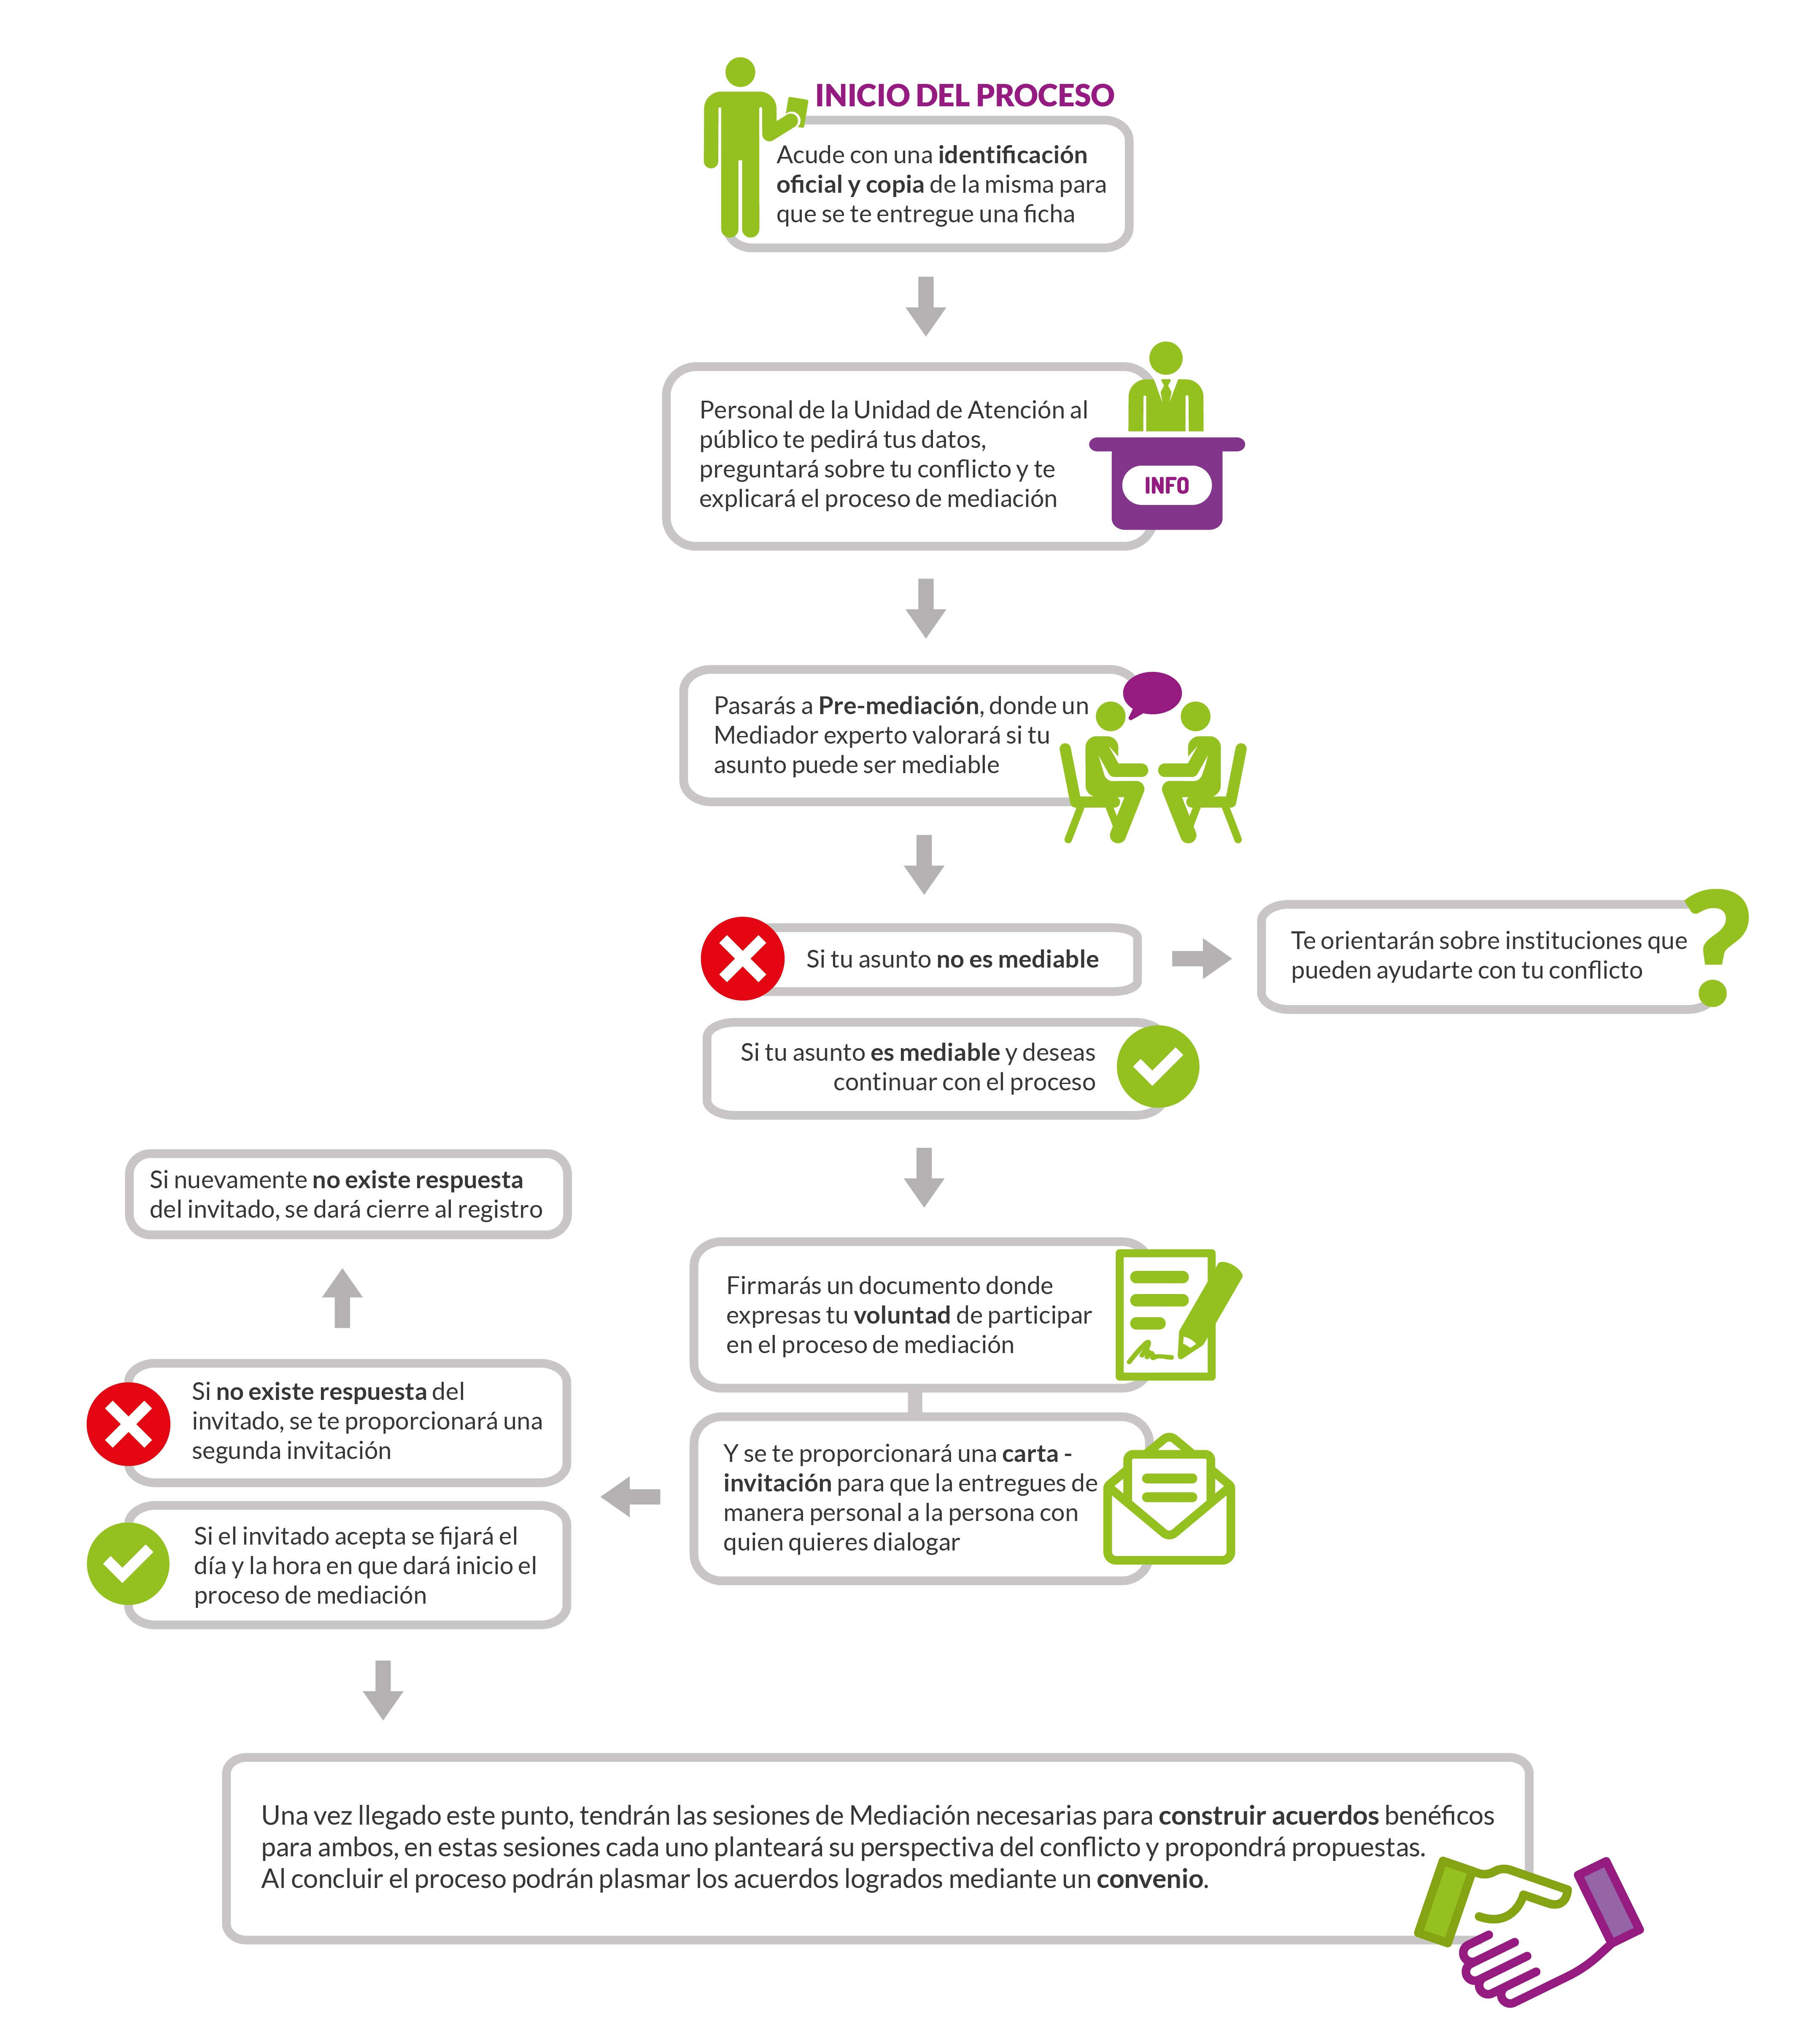 INICIO DEL PROCESO
Acude con una identificación
oficial y copia de la misma para
que se te entregue una ficha
Personal de la Unidad de Atención al
público te pedirá tus datos,
preguntará sobre tu conflicto y te
explicará el proceso de mediación
INFO
Pasarás a Pre-mediación, donde un
Mediador experto valorará si tu
asunto puede ser mediable
Si tu asunto no es mediable
Te orientarán sobre instituciones que
pueden ayudarte con tu conflicto
Si tu asunto es mediable y deseas
continuar con el proceso
Firmarás un documento donde
expresas tu voluntad de participar
en el proceso de mediación
Y se te proporcionará una carta -
invitación para que la entregues de
manera personal a la persona con
quien quieres dialogar
Si no existe respuesta del
invitado, se te proporcionará una
segunda invitación
Si nuevamente no existe respuesta
del invitado, se dará cierre al registro
Si el invitado acepta se fijará el
día y la hora en que dará inicio el
proceso de mediación
Una vez llegado este punto, tendrán las sesiones de Mediación necesarias para construir acuerdos benéficos
para ambos, en estas sesiones cada uno planteará su perspectiva del conflicto y propondrá propuestas.
Al concluir el proceso podrán plasmar los acuerdos logrados mediante un convenio.